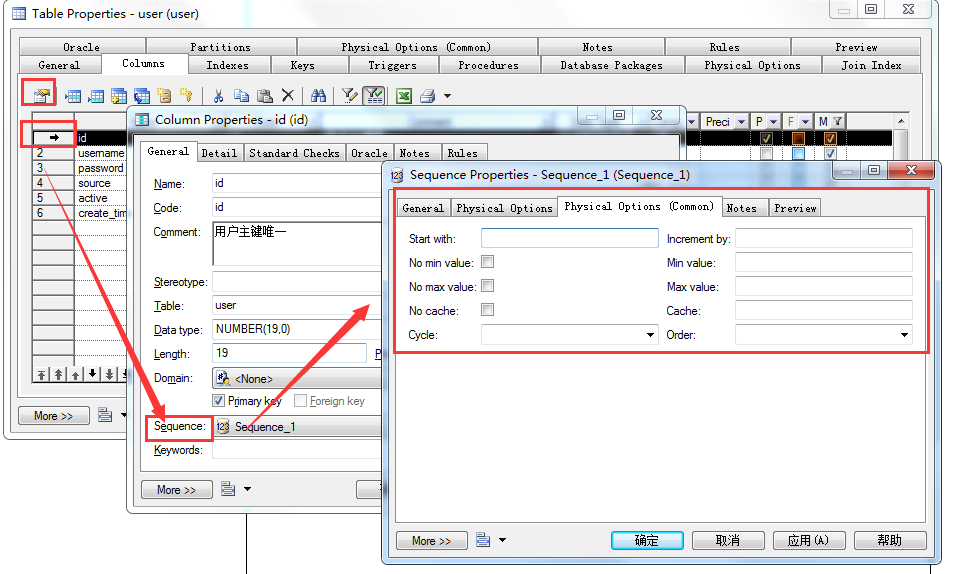 Table Properties - user (user)
Oracle Partitions Physical Options (Common) Notes Rules Preview
General Columns Indexes Keys Triggers Procedures Database Packages Physical Options Join Index
Preci P F M
id
2 username
3 password
4 source
5 active
6 create_tim
More >>
Column Properties - id (id)
General Detail Standard Checks Oracle Notes Rules
Name: id
Code: id
Comment: 用户主键唯一
Stereotype:
Table: user
Data type: NUMBER(19,0)
Length: 19 P
Domain: <None>
Primary key Foreign key
Sequence: 123 Sequence_1
Keywords:
More >>
123 Sequence Properties - Sequence_1 (Sequence_1)
General Physical Options Physical Options (Common) Notes Preview
Start with: Increment by:
No min value: Min value:
No max value: Max value:
No cache: Cache:
Cycle: Order:
More >> 确定 取消 应用(A) 帮助